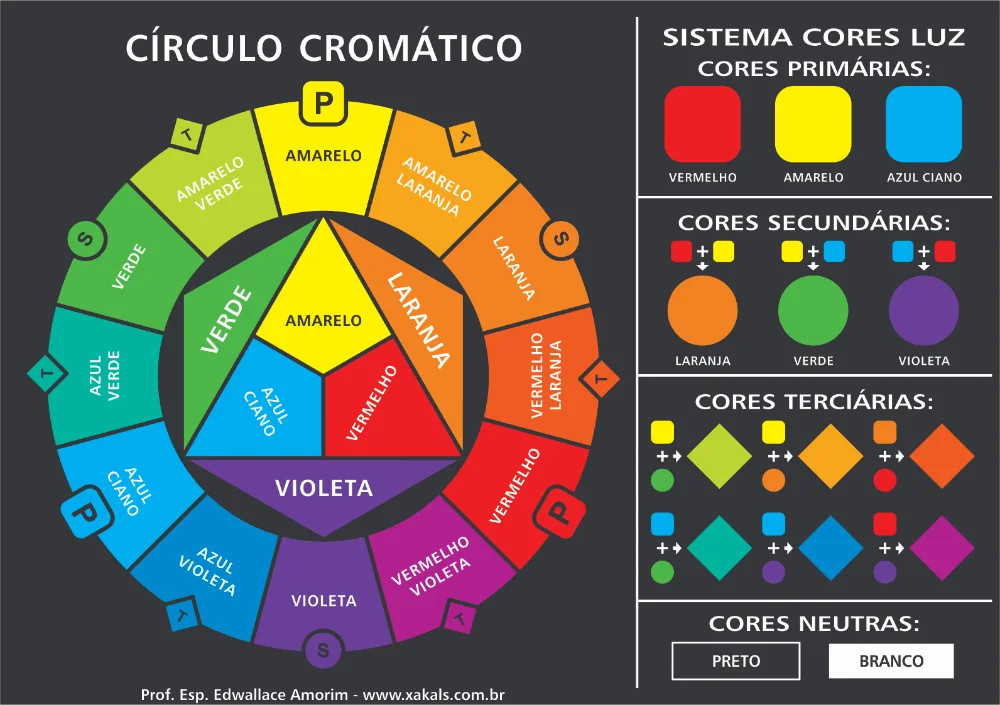 CÍRCULO CROMÁTICO
P
AMARELO
T
AMARELO
LARANJA
S
LARANJA
T
VERMELHO
LARANJA
P
VERMELHO
T
VERMELHO
VIOLETA
S
VIOLETA
T
AZUL
VIOLETA
P
AZUL
CIANO
T
AZUL
VERDE
S
VERDE
T
AMARELO
VERDE
VERDE
LARANJA
AMARELO
AZUL
CIANO
VERMELHO
VIOLETA
Prof. Esp. Edwallace Amorim - www.xakals.com.br
SISTEMA CORES LUZ
CORES PRIMÁRIAS:
VERMELHO AMARELO AZUL CIANO
CORES SECUNDÁRIAS:
+ + +
LARANJA VERDE VIOLETA
CORES TERCIÁRIAS:
+ + +
+ + +
CORES NEUTRAS:
PRETO BRANCO